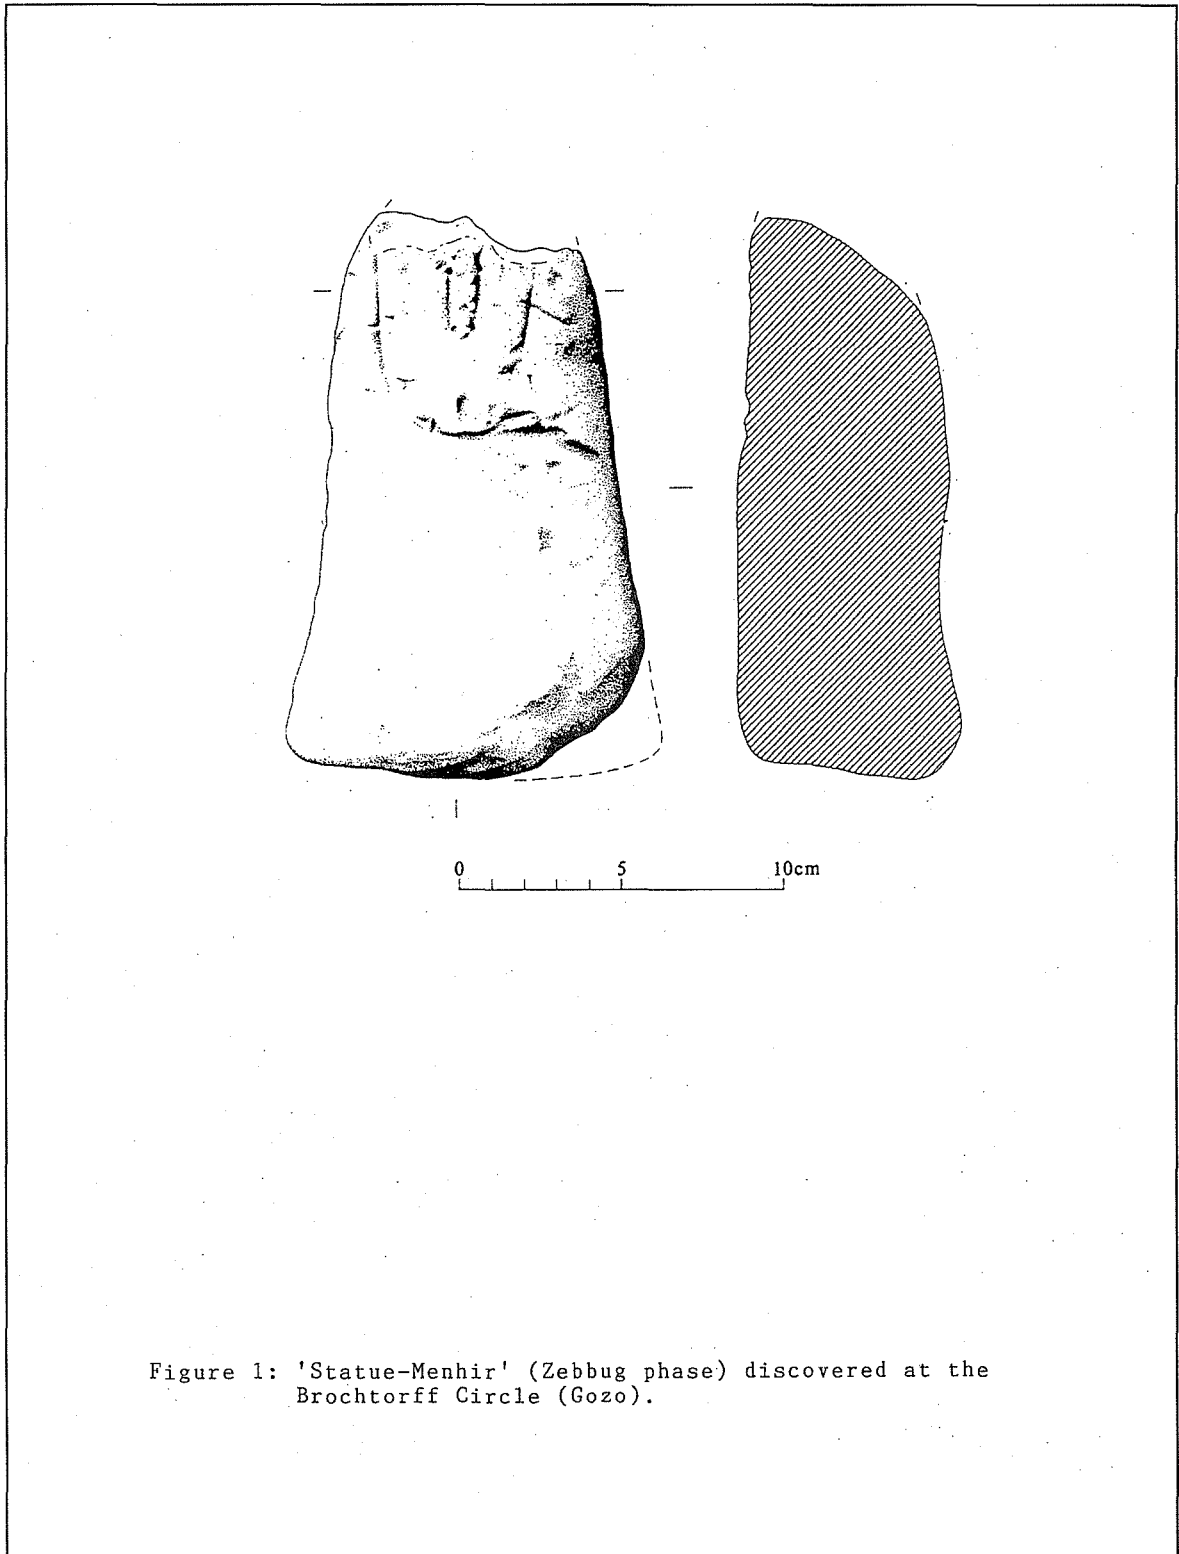 0 5 10cm
Figure 1: 'Statue-Menhir' (Zebbug phase) discovered at the
Brochtorff Circle (Gozo).